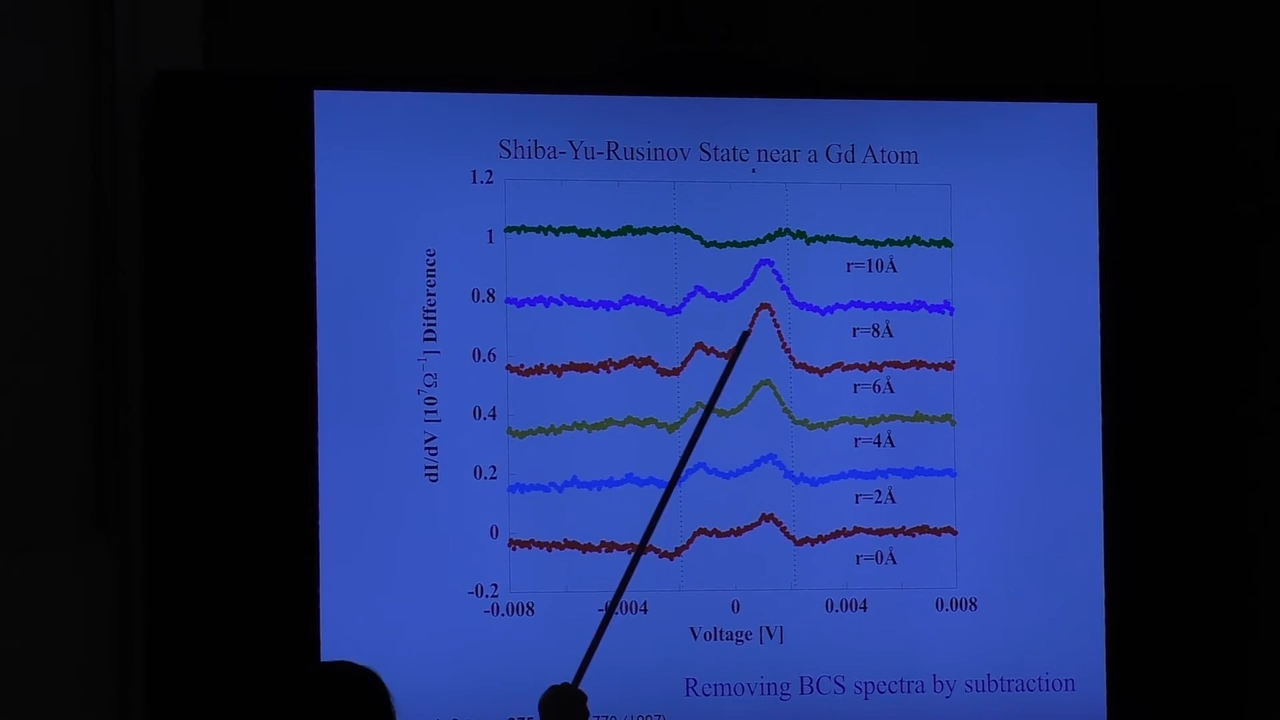 Shiba-Yu-Rusinov State near a Gd Atom
1.2
1
0.8
0.6
0.4
0.2
0
-0.2
dI/dV [10⁷Ω⁻¹] Difference
r=10Å
r=8Å
r=6Å
r=4Å
r=2Å
r=0Å
-0.008
0
0.004
0.008
Voltage [V]
Removing BCS spectra by subtraction
(1997)